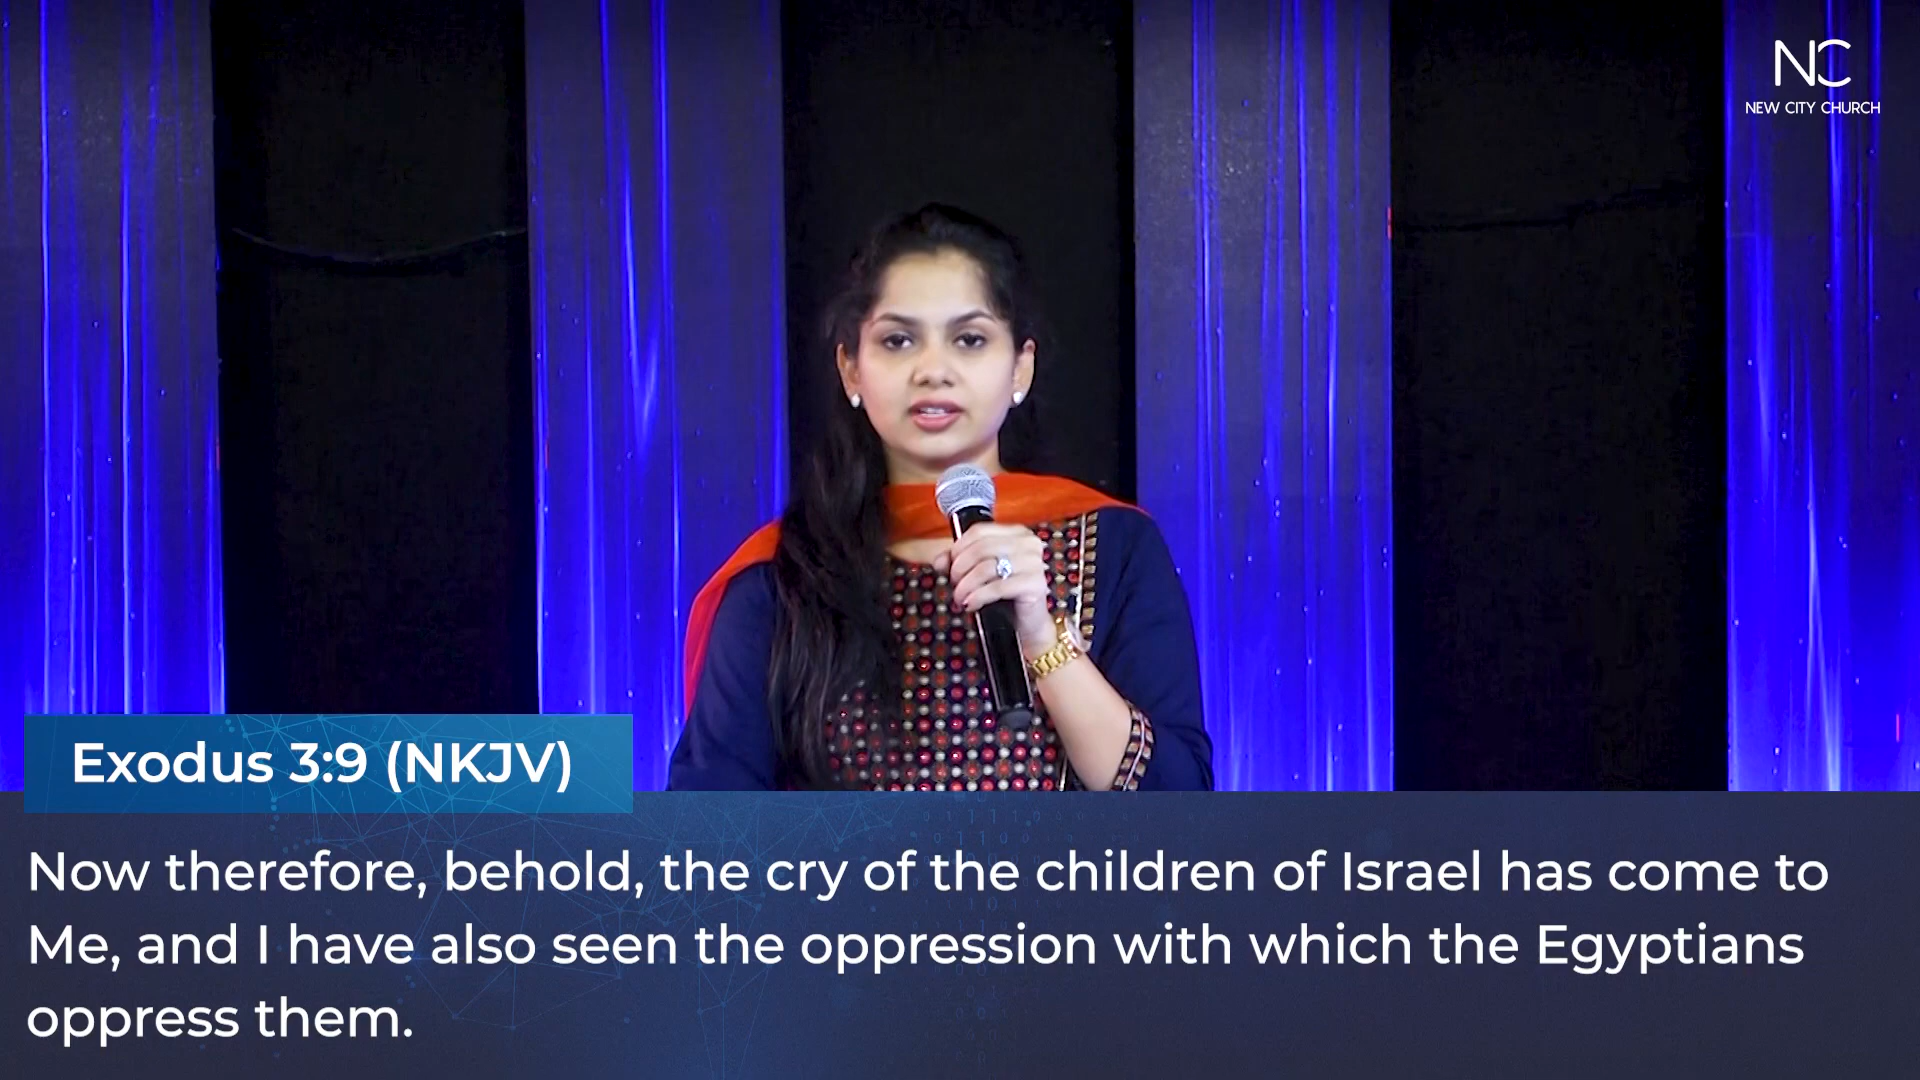 NC
NEW CITY CHURCH
Exodus 3:9 (NKJV)
Now therefore, behold, the cry of the children of Israel has come to
Me, and I have also seen the oppression with which the Egyptians
oppress them.